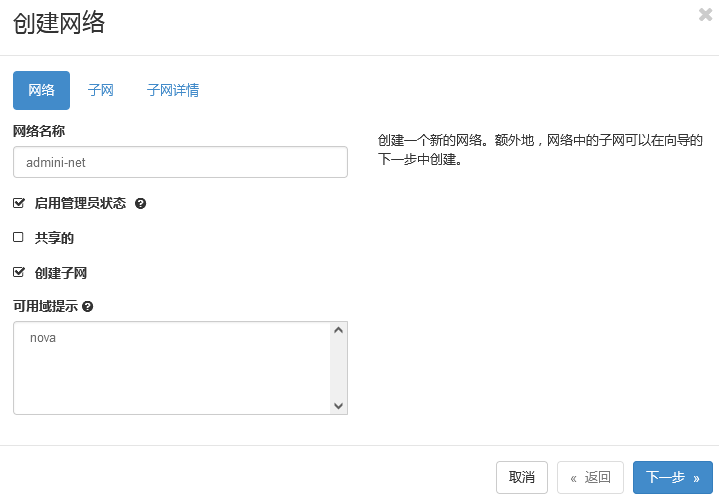 创建网络
网络 子网 子网详情
网络名称
admini-net
创建一个新的网络。额外地，网络中的子网可以在向导的
下一步中创建。
启用管理员状态
共享的
创建子网
可用域提示
nova
取消 « 返回 下一步 »